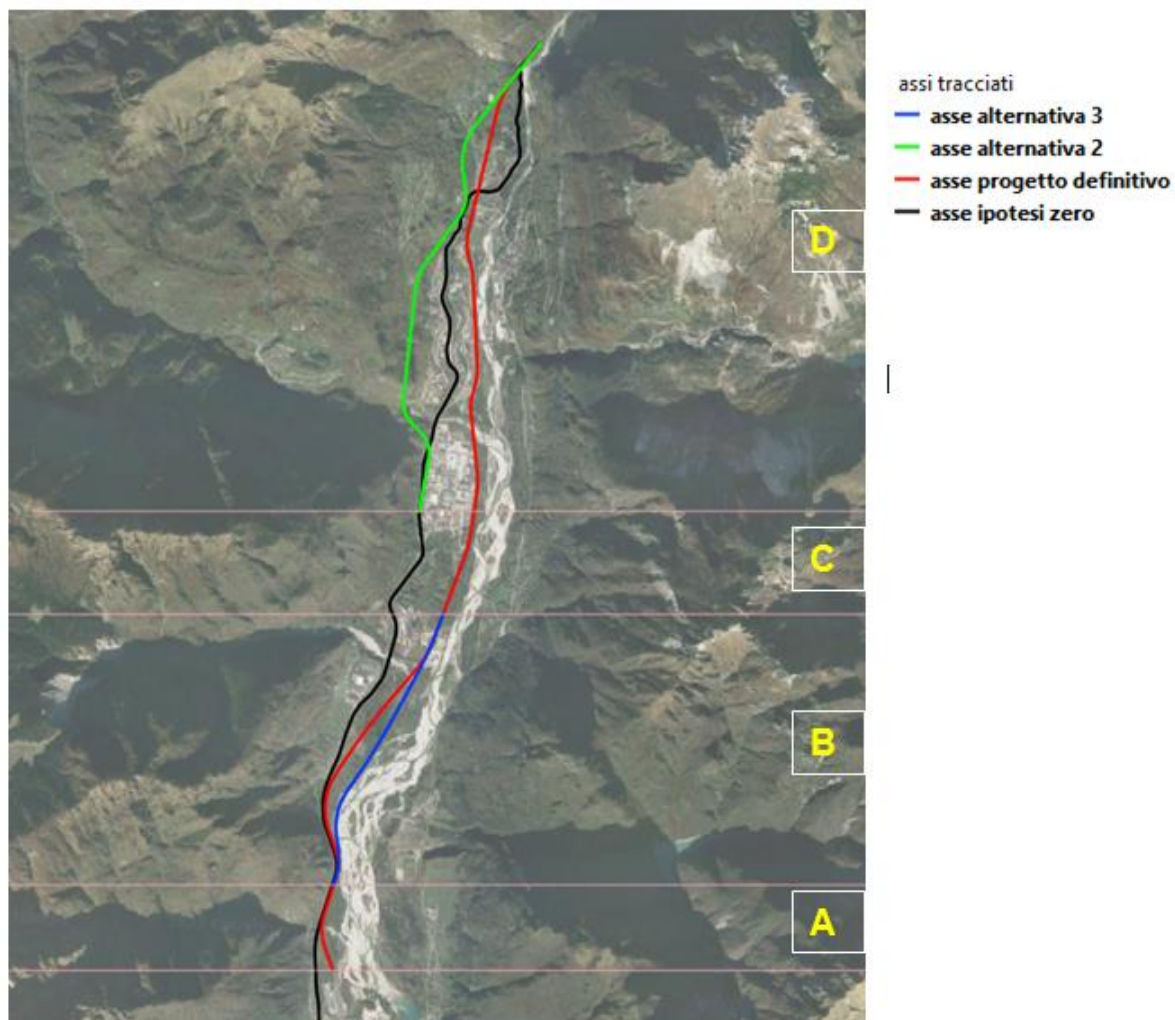 assi tracciati
asse alternativa 3
asse alternativa 2
asse progetto definitivo
asse ipotesi zero
D
C
B
A